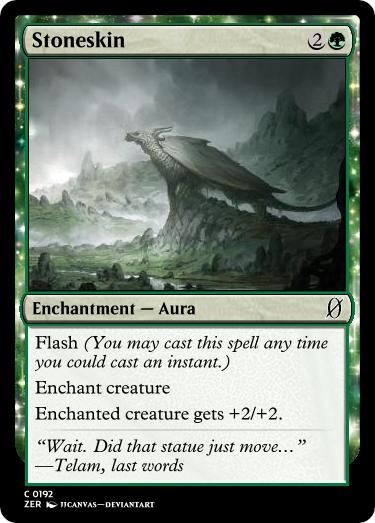 Stoneskin 2
Enchantment — Aura
Flash (You may cast this spell any time
you could cast an instant.)
Enchant creature
Enchanted creature gets +2/+2.
“Wait. Did that statue just move…”
—Telam, last words
C 0192
ZER JJCANVAS—DEVIANTART